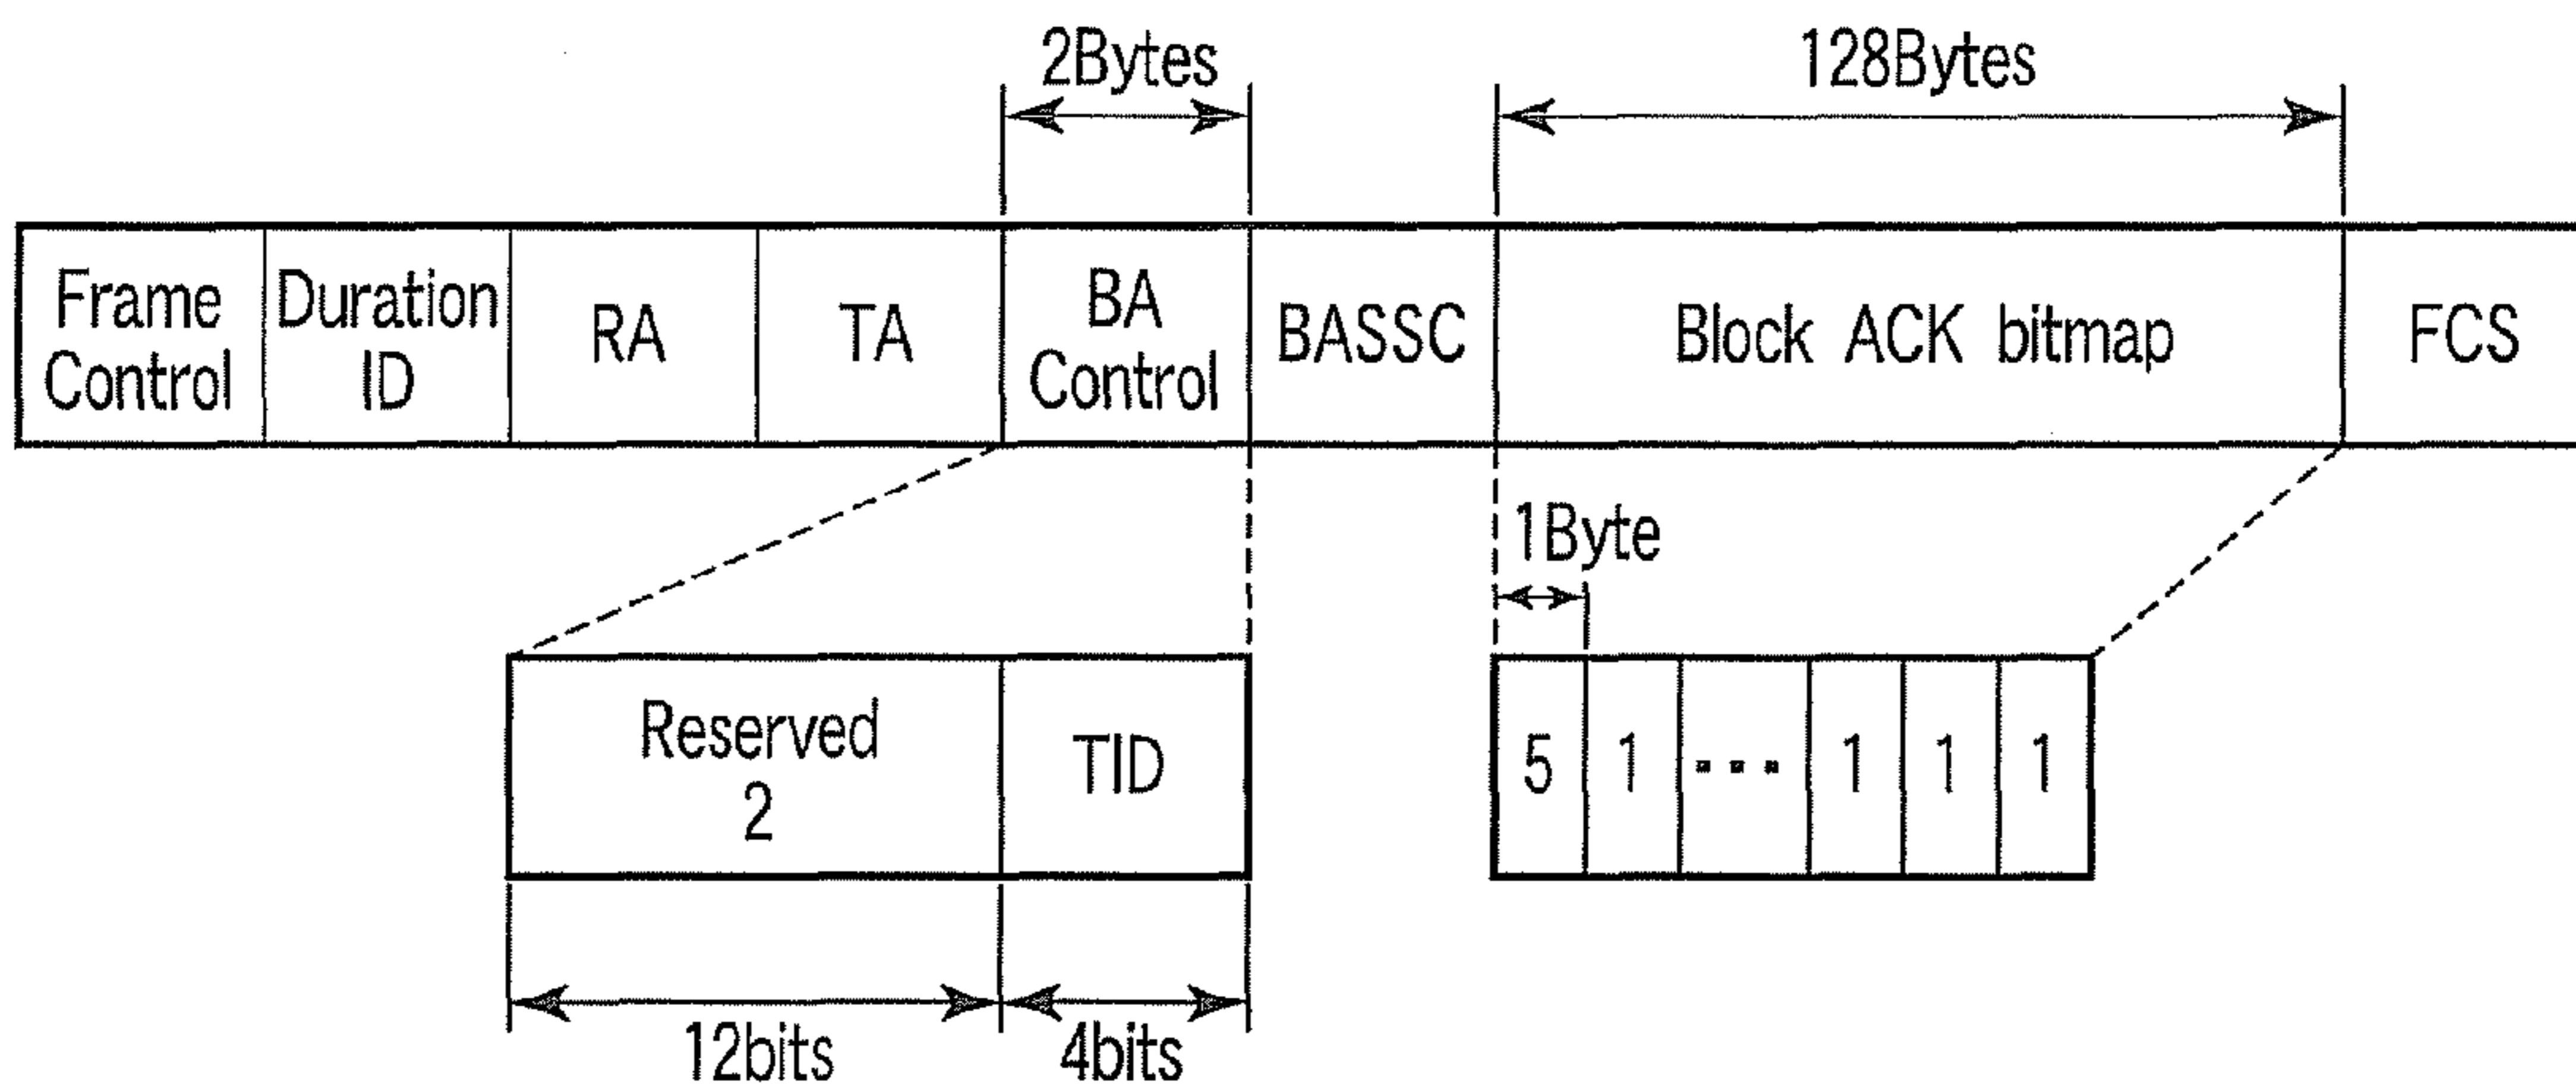 2Bytes 128Bytes
Frame Control Duration ID RA TA BA Control BASSC Block ACK bitmap FCS
1Byte
Reserved 2 TID 5 1 ... 1 1 1
12bits 4bits